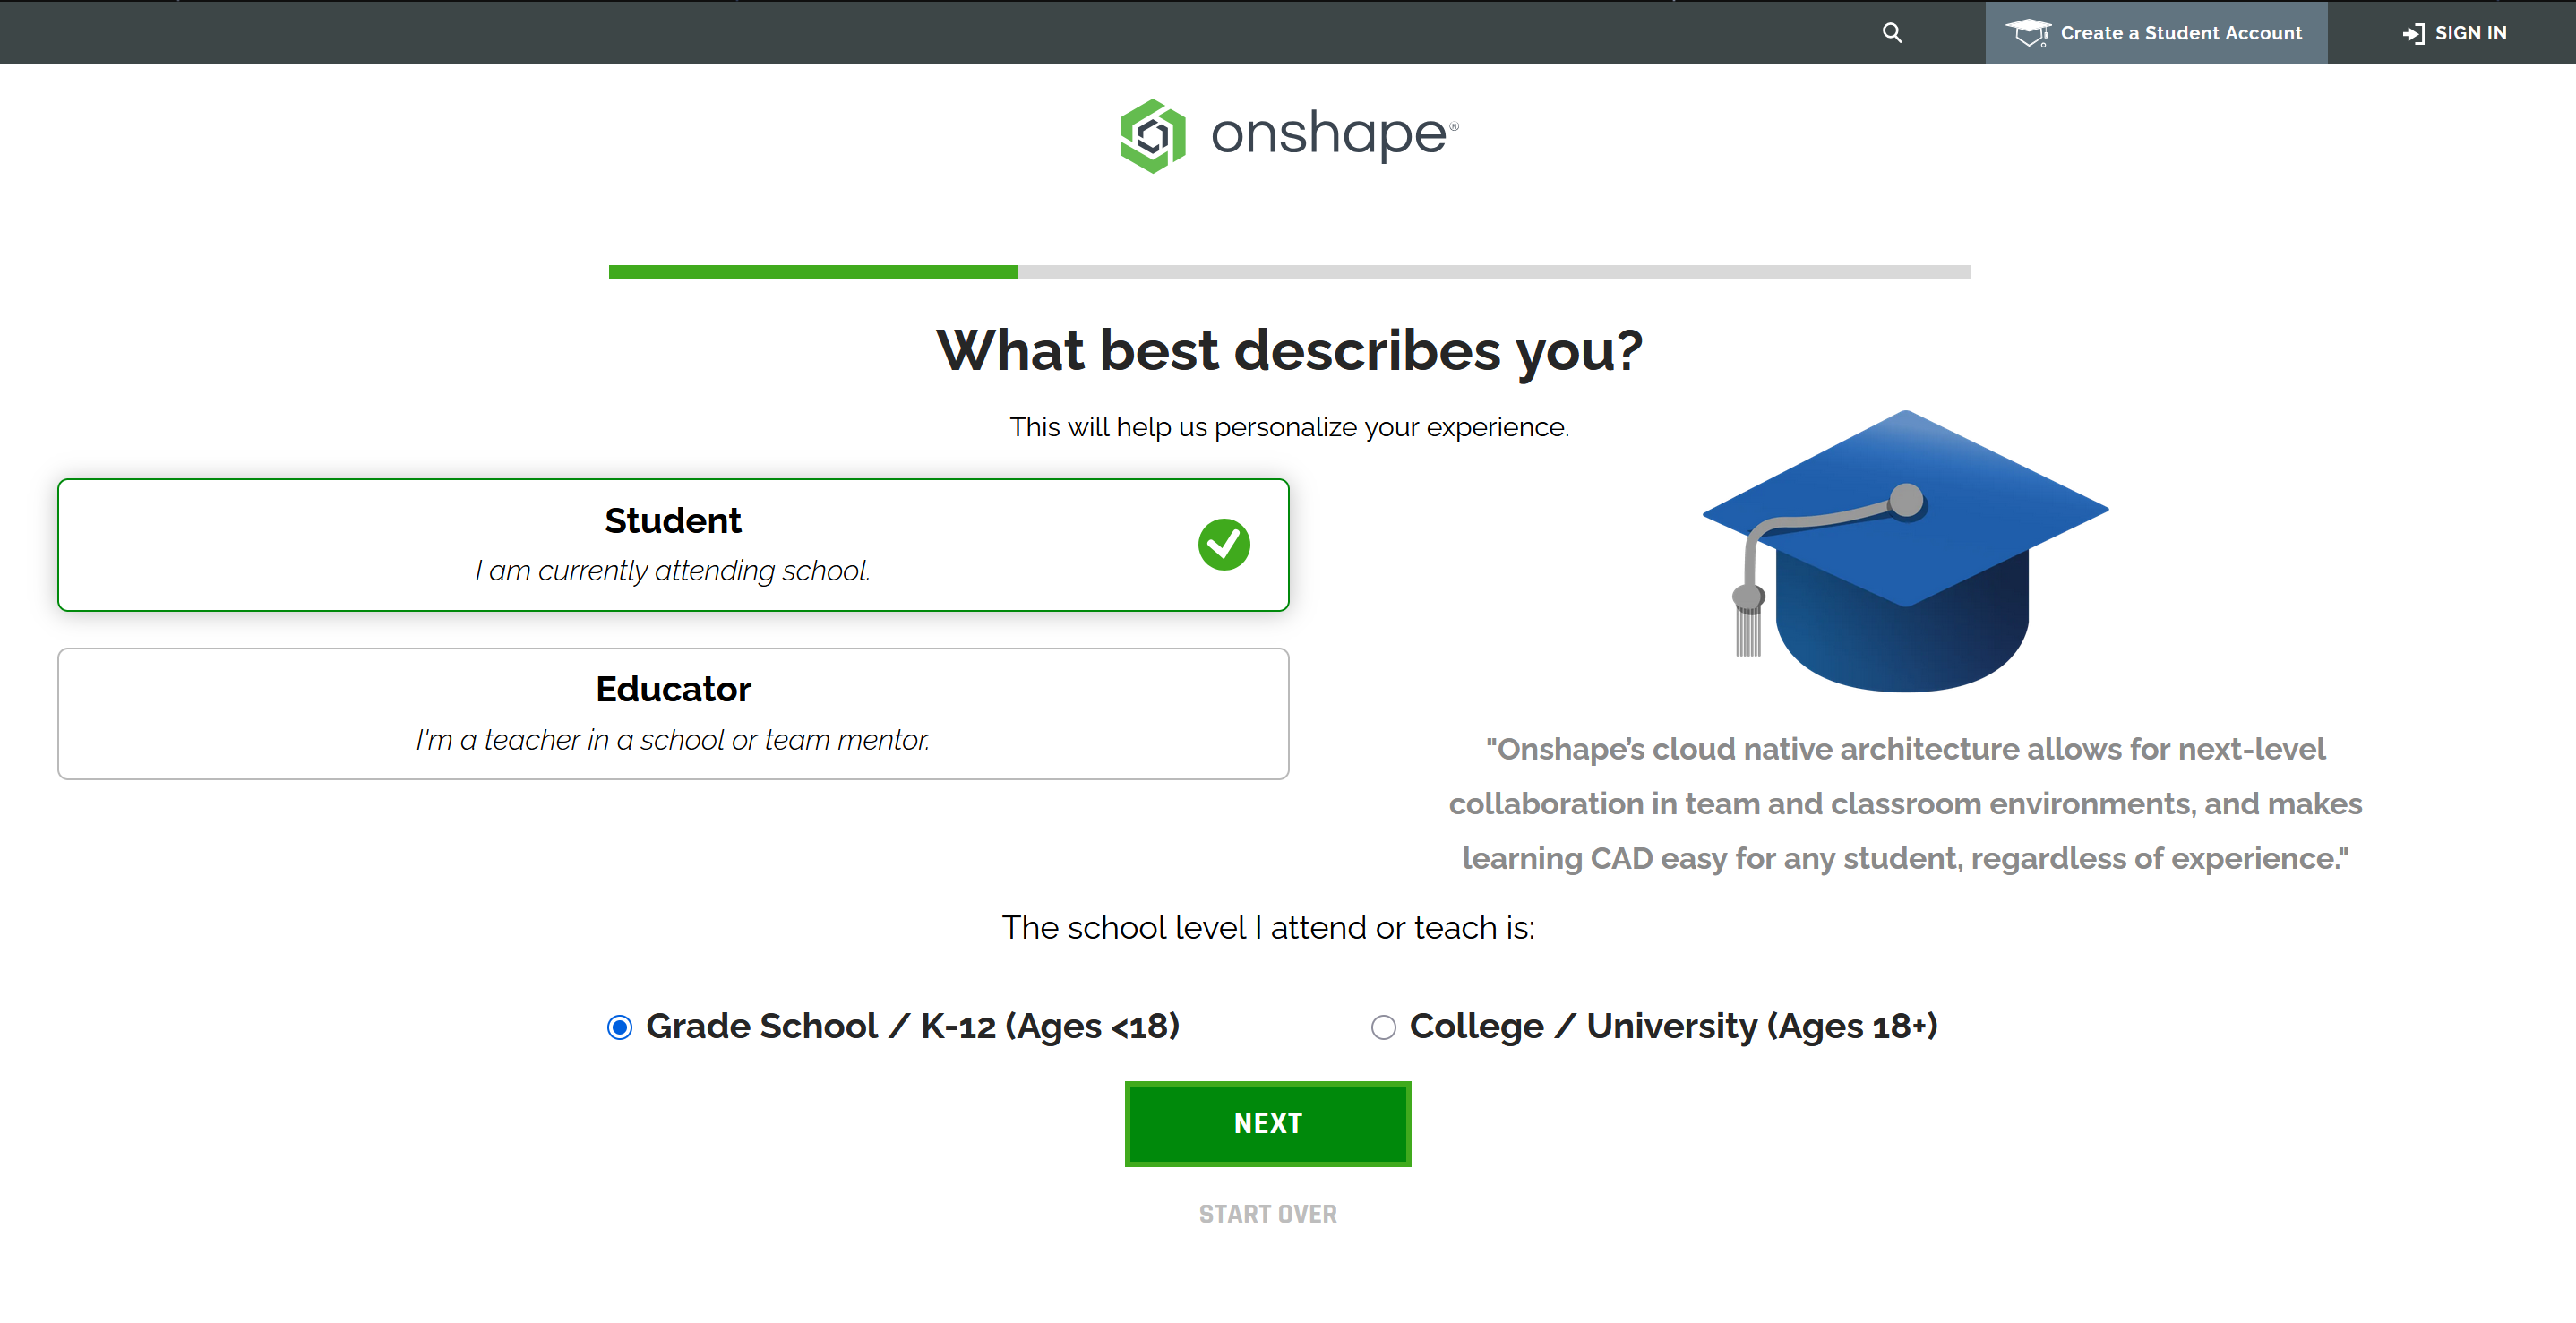 Create a Student Account
SIGN IN
onshape®
What best describes you?
This will help us personalize your experience.
Student
I am currently attending school.
Educator
I'm a teacher in a school or team mentor.
"Onshape’s cloud native architecture allows for next-level
collaboration in team and classroom environments, and makes
learning CAD easy for any student, regardless of experience."
The school level I attend or teach is:
Grade School / K-12 (Ages <18)
College / University (Ages 18+)
NEXT
START OVER